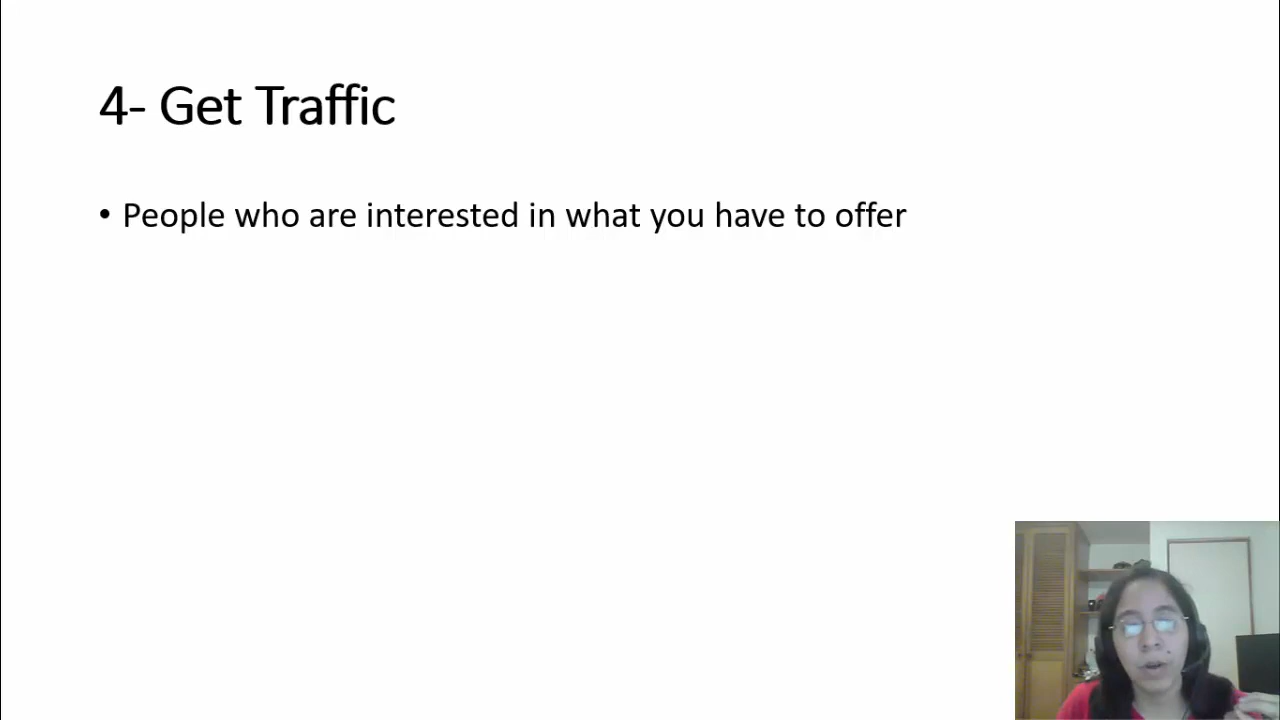 4- Get Traffic
• People who are interested in what you have to offer